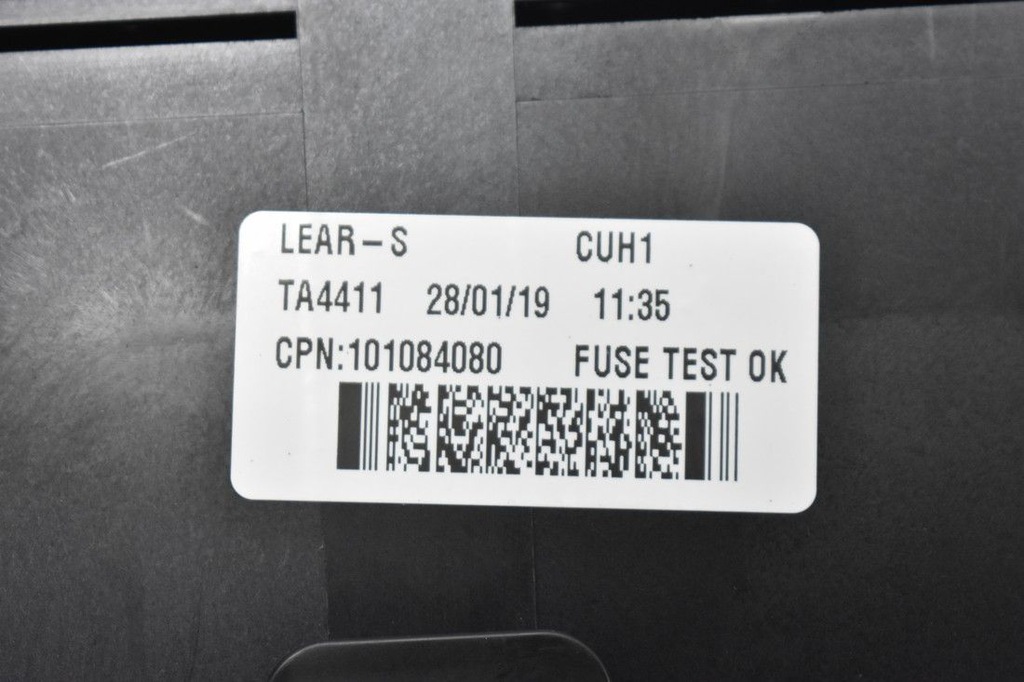 LEAR-S CUH1
TA4411 28/01/19 11:35
CPN:101084080 FUSE TEST OK